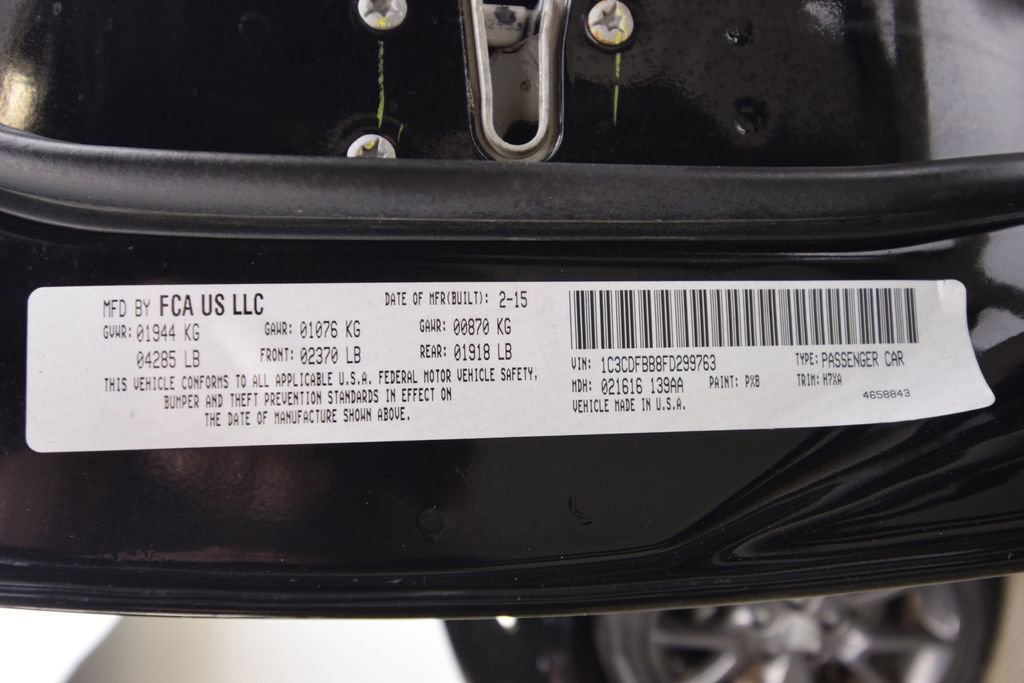 MFD BY FCA US LLC DATE OF MFR(BUILT): 2-15
GVWR: 01944 KG GAWR: 01076 KG GAWR: 00870 KG
04285 LB FRONT: 02370 LB REAR: 01918 LB
THIS VEHICLE CONFORMS TO ALL APPLICABLE U.S.A. FEDERAL MOTOR VEHICLE SAFETY,
BUMPER AND THEFT PREVENTION STANDARDS IN EFFECT ON
THE DATE OF MANUFACTURE SHOWN ABOVE.
VIN: 1C3CDFBB8FD299763 TYPE: PASSENGER CAR
MDH: 021616 139AA PAINT: PX8 TRIM: H7XA
VEHICLE MADE IN U.S.A. 4658843